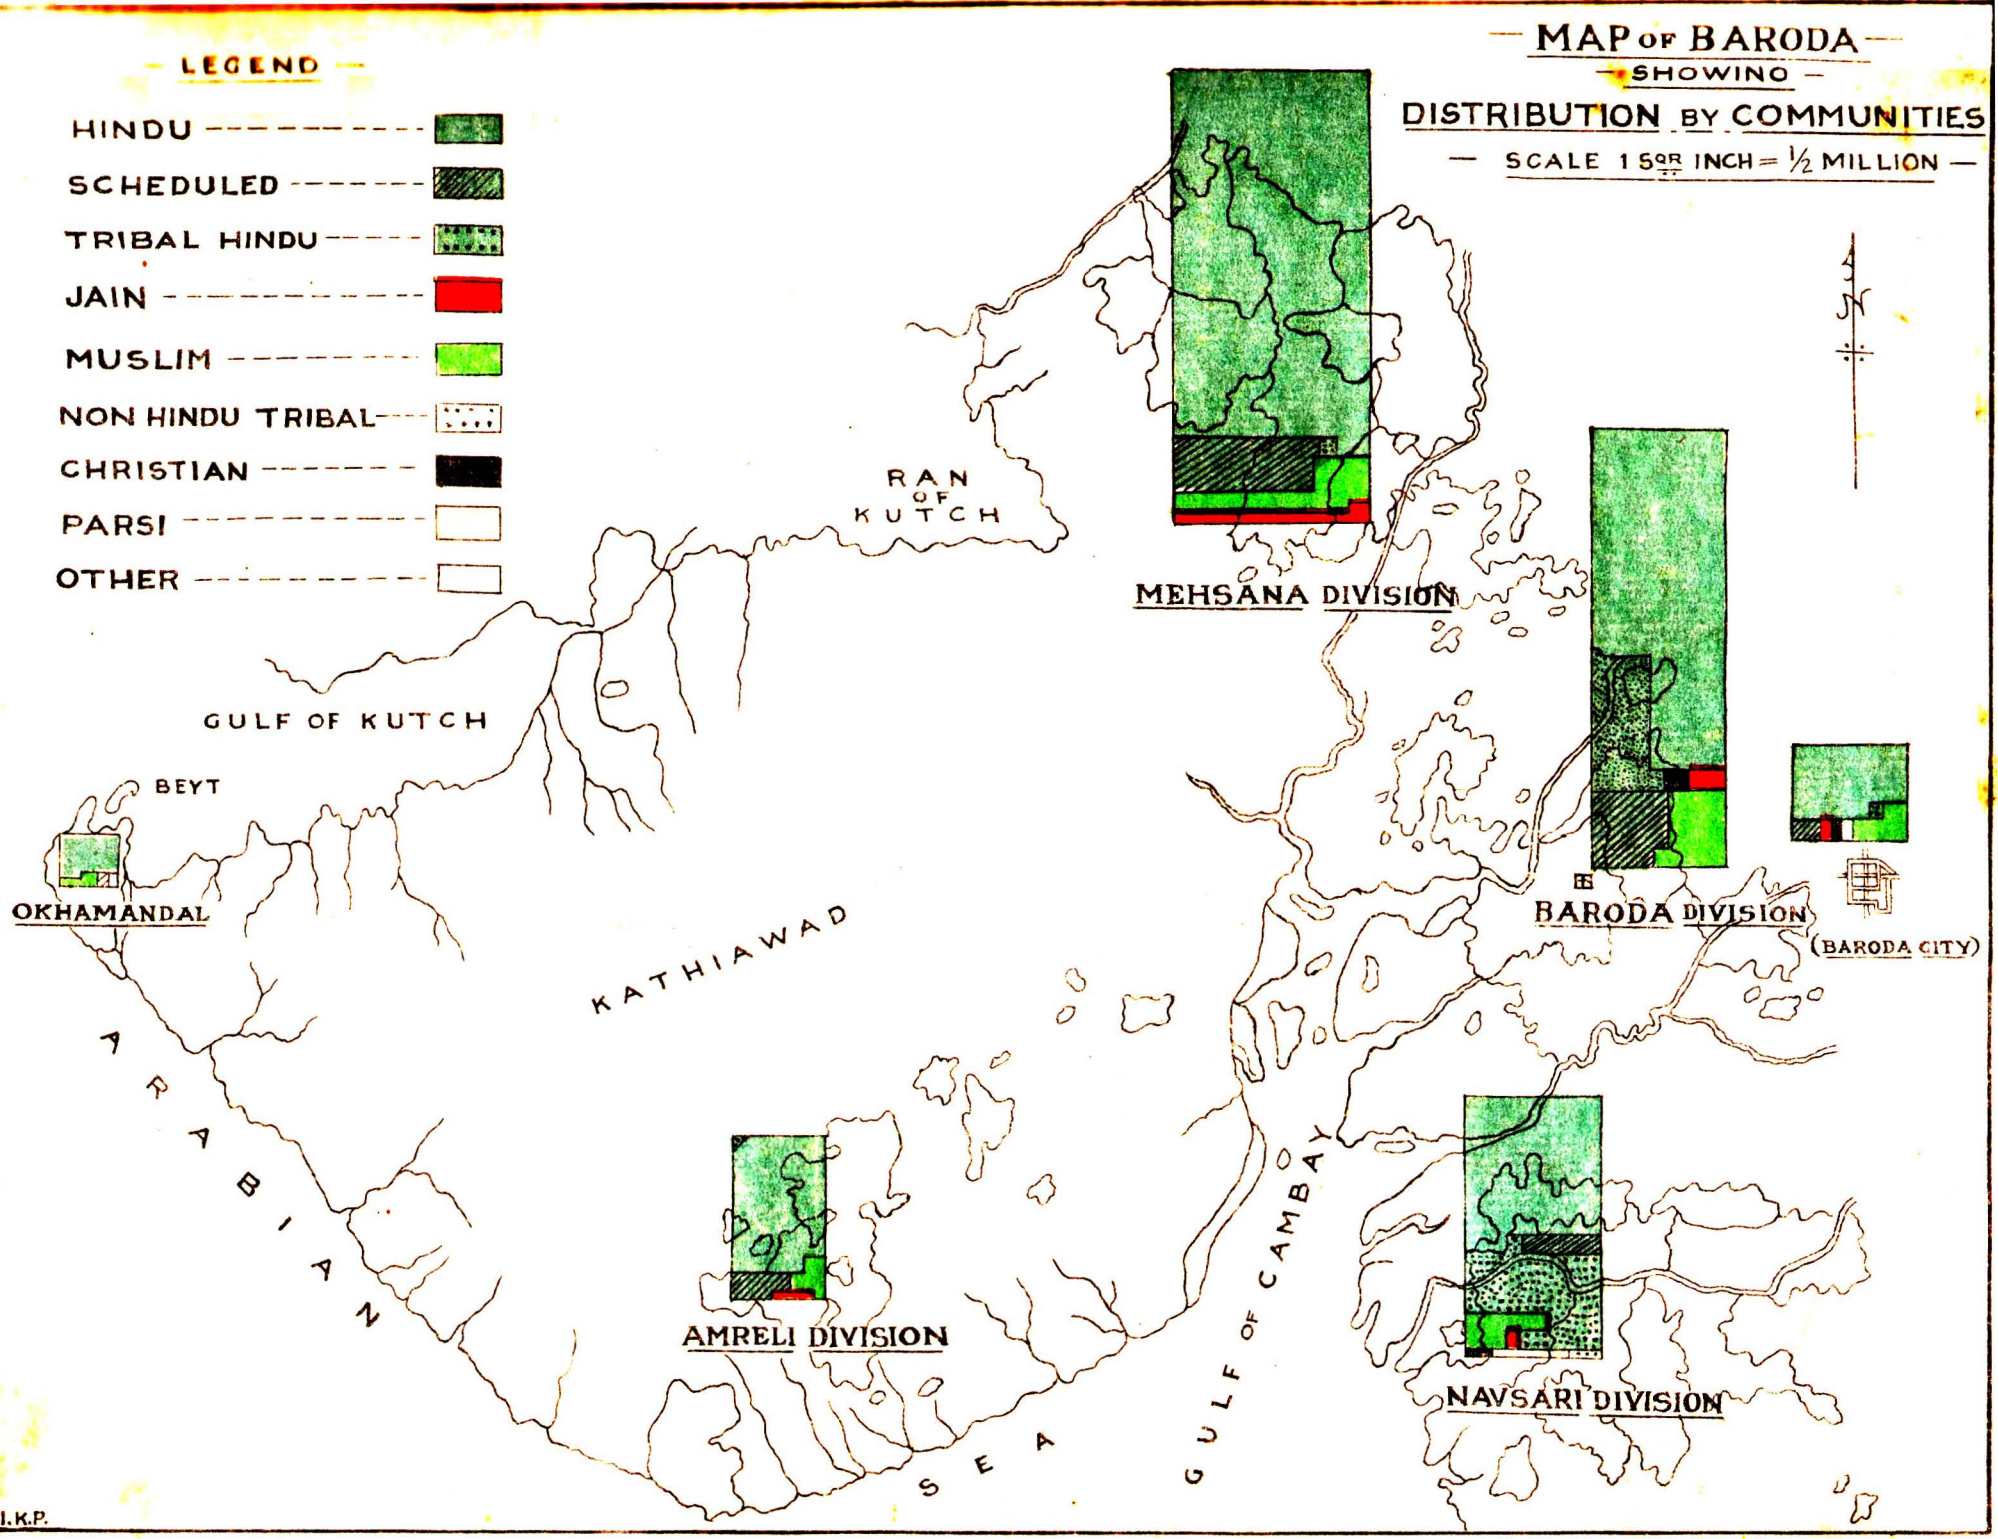 LEGEND
HINDU
SCHEDULED
TRIBAL HINDU
JAIN
MUSLIM
NON HINDU TRIBAL
CHRISTIAN
PARSI
OTHER
MAP OF BARODA
SHOWING
DISTRIBUTION BY COMMUNITIES
SCALE 1 SQR INCH = ½ MILLION
N
RAN
OF
KUTCH
MEHSANA DIVISION
GULF OF KUTCH
BEYT
OKHAMANDAL
BARODA DIVISION
(BARODA CITY)
KATHIAWAD
ARABIAN SEA
GULF OF CAMBAY
AMRELI DIVISION
NAVSARI DIVISION
I.K.P.